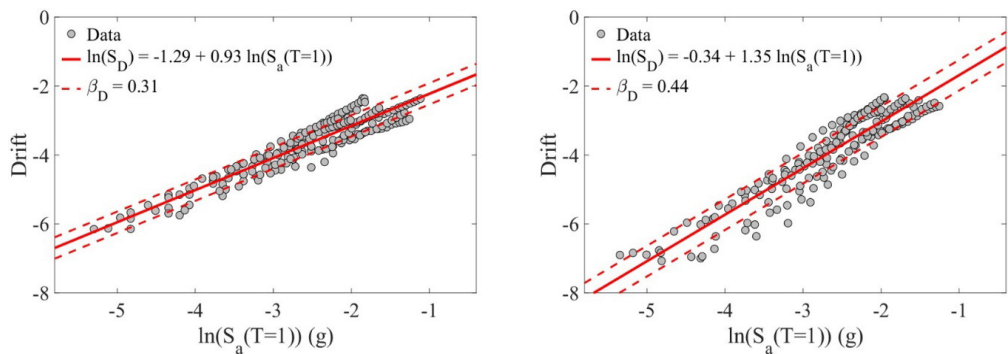 0
-2
-4
-6
-8
Drift
Data
ln(S_D) = -1.29 + 0.93 ln(S_a(T=1))
β_D = 0.31
-5
-4
-3
-2
-1
ln(S_a(T=1)) (g)
0
-2
-4
-6
-8
Drift
Data
ln(S_D) = -0.34 + 1.35 ln(S_a(T=1))
β_D = 0.44
-5
-4
-3
-2
-1
ln(S_a(T=1)) (g)